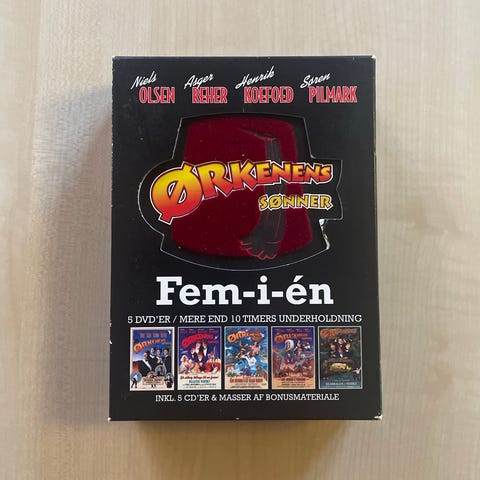 Niels Asger Henrik Søren
OLSEN REHER KOEFOED PILMARK
ØRKENENS
SØNNER
Fem-i-én
5 DVD'ER / MERE END 10 TIMERS UNDERHOLDNING
INKL. 5 CD'ER & MASSER AF BONUSMATERIALE